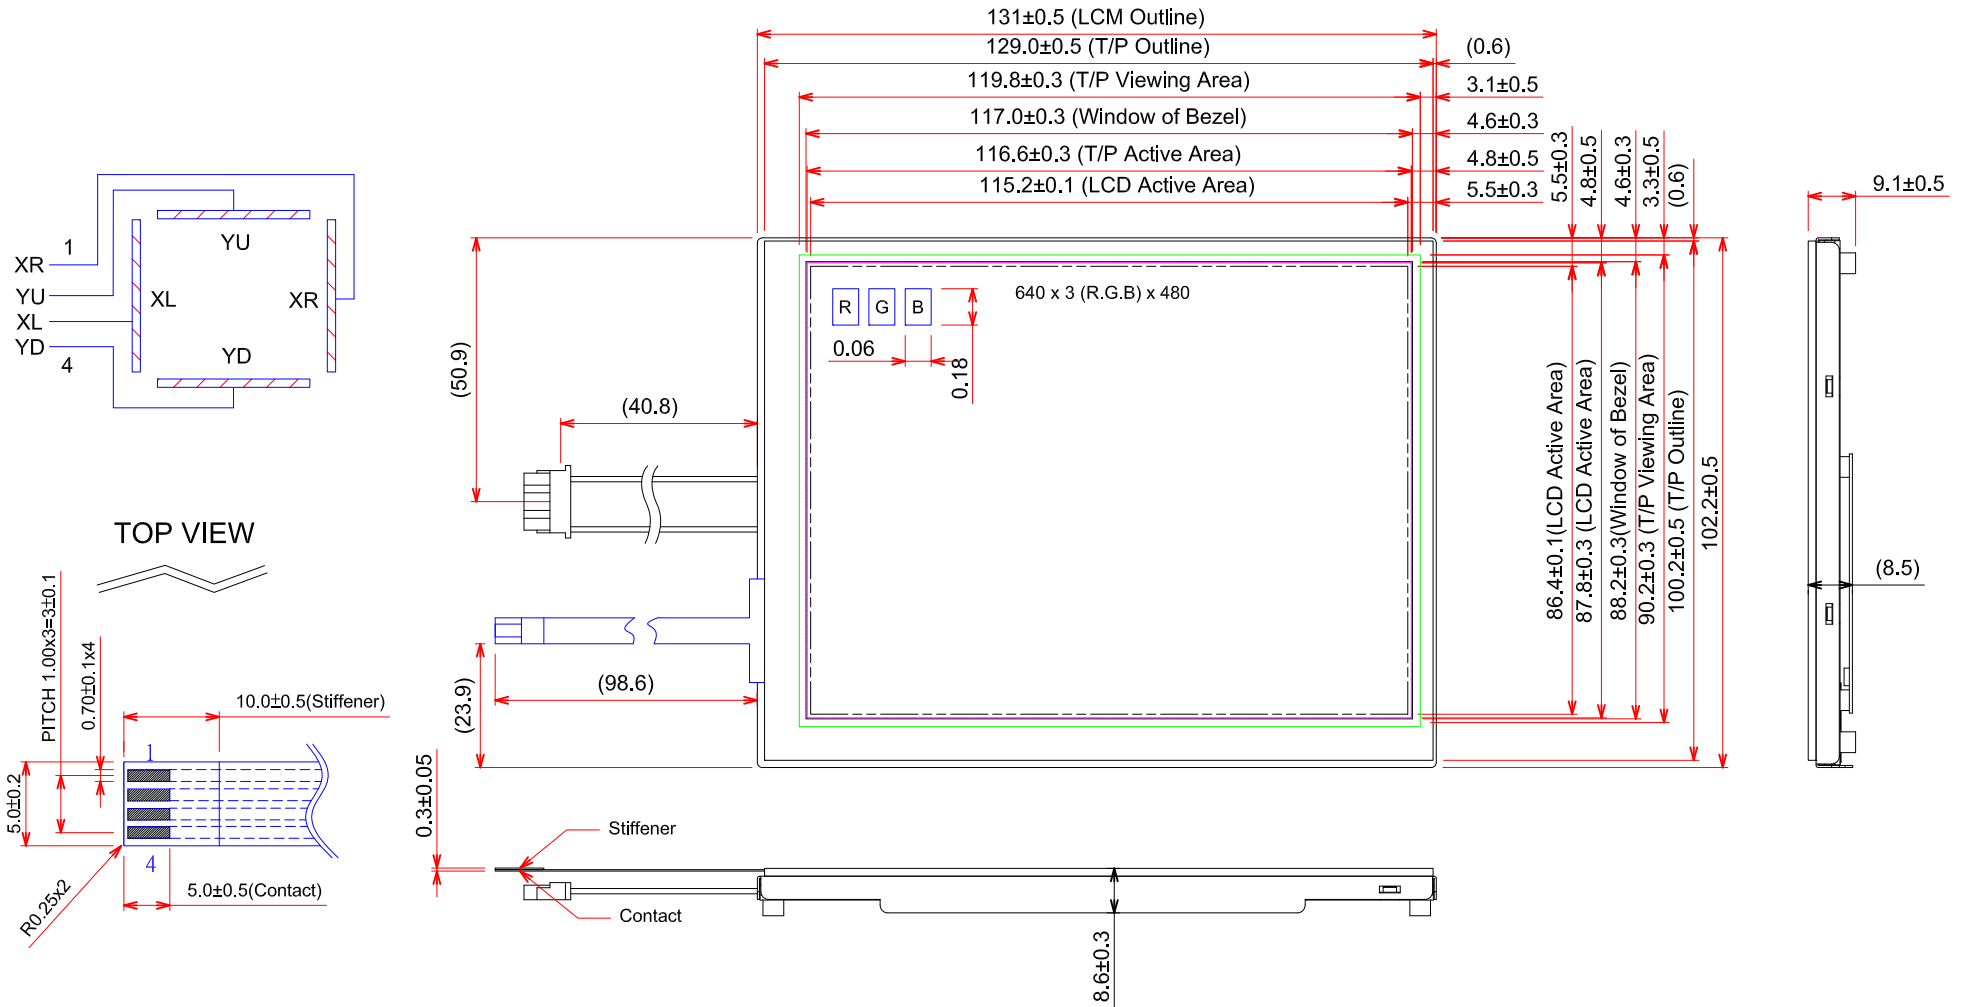 131±0.5 (LCM Outline)
129.0±0.5 (T/P Outline)
(0.6)
119.8±0.3 (T/P Viewing Area)
3.1±0.5
117.0±0.3 (Window of Bezel)
4.6±0.3
116.6±0.3 (T/P Active Area)
4.8±0.5
115.2±0.1 (LCD Active Area)
5.5±0.3
5.5±0.3
4.8±0.5
4.6±0.3
3.3±0.5
(0.6)
9.1±0.5
1
XR
YU
XL
YD
4
YU
XL
XR
YD
R
G
B
640 x 3 (R.G.B) x 480
0.06
0.18
(50.9)
(40.8)
(98.6)
(23.9)
86.4±0.1(LCD Active Area)
87.8±0.3 (LCD Active Area)
88.2±0.3(Window of Bezel)
90.2±0.3 (T/P Viewing Area)
100.2±0.5 (T/P Outline)
102.2±0.5
(8.5)
TOP VIEW
PITCH 1.00x3=3±0.1
0.70±0.1x4
10.0±0.5(Stiffener)
1
5.0±0.2
4
5.0±0.5(Contact)
R0.25x2
0.3±0.05
Stiffener
Contact
8.6±0.3